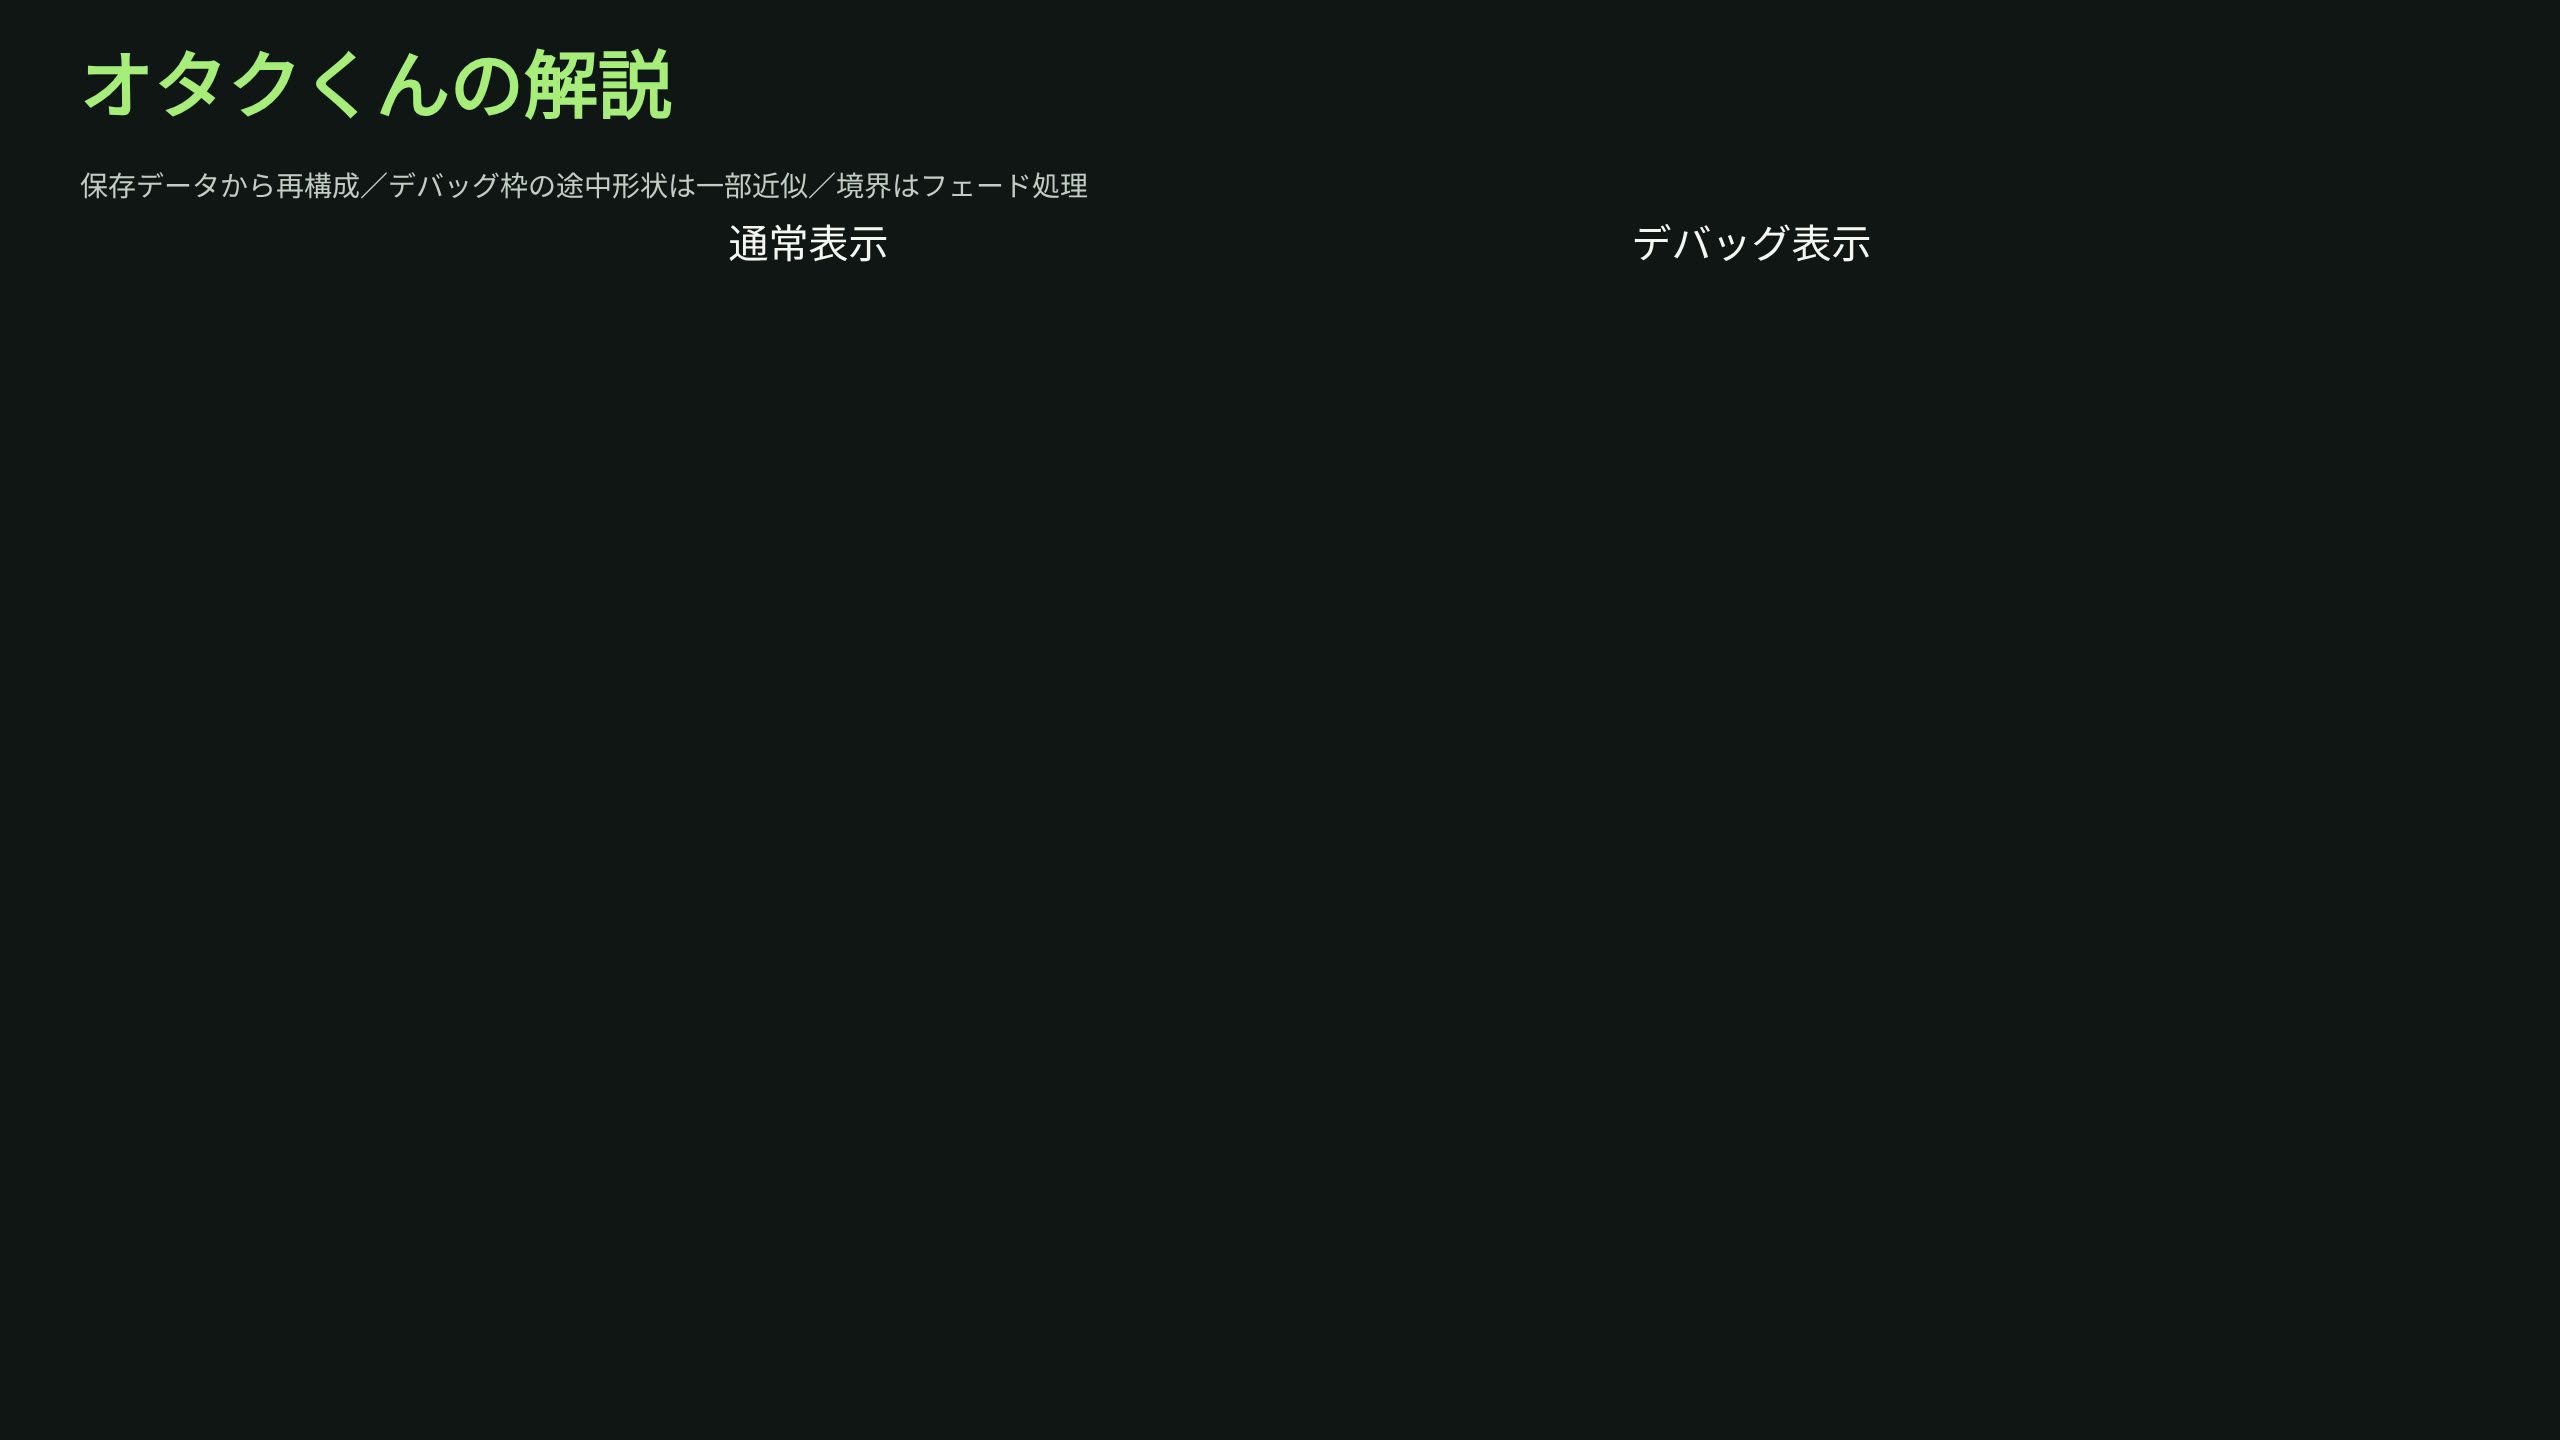 オタクくんの解説
保存データから再構成／デバッグ枠の途中形状は一部近似／境界はフェード処理
通常表示
デバッグ表示